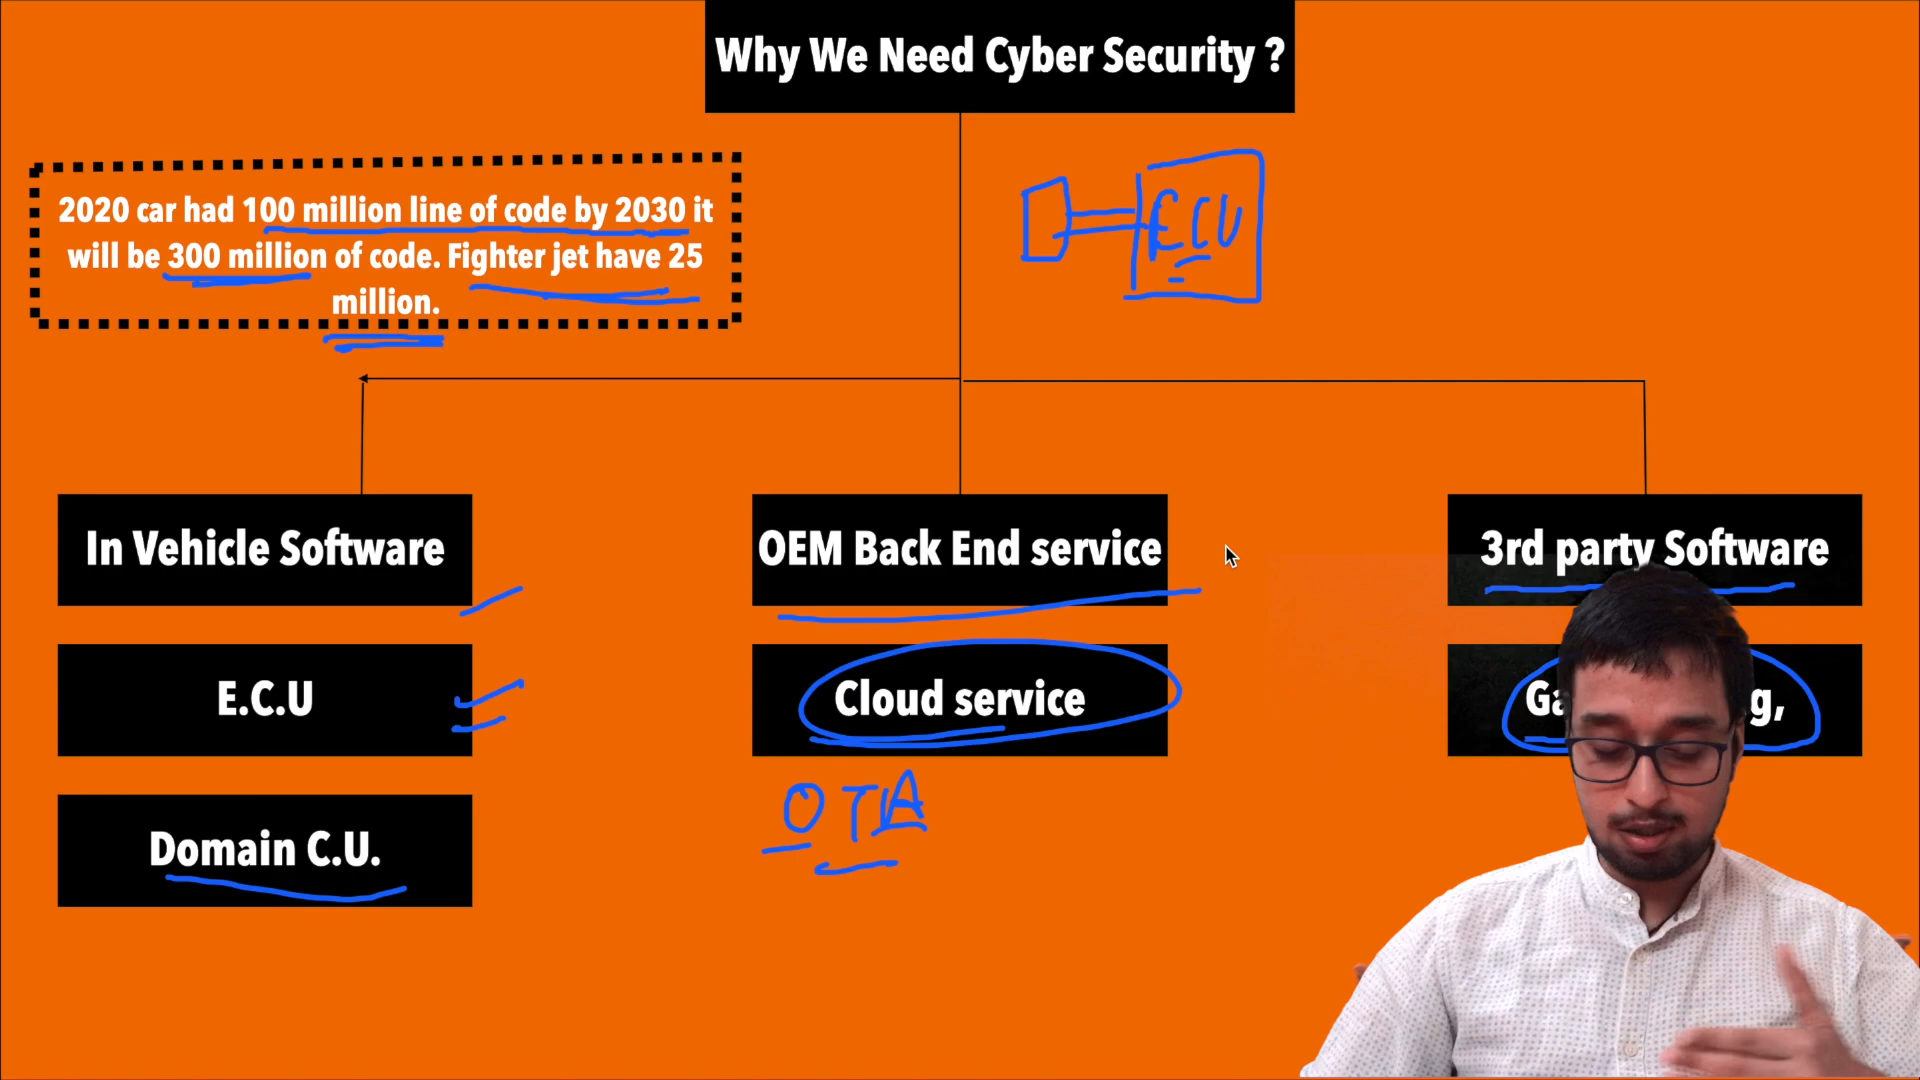 Why We Need Cyber Security ?
2020 car had 100 million line of code by 2030 it
will be 300 million of code. Fighter jet have 25
million.
ECU
In Vehicle Software
OEM Back End service
3rd party Software
E.C.U
Cloud service
Domain C.U.
OTA